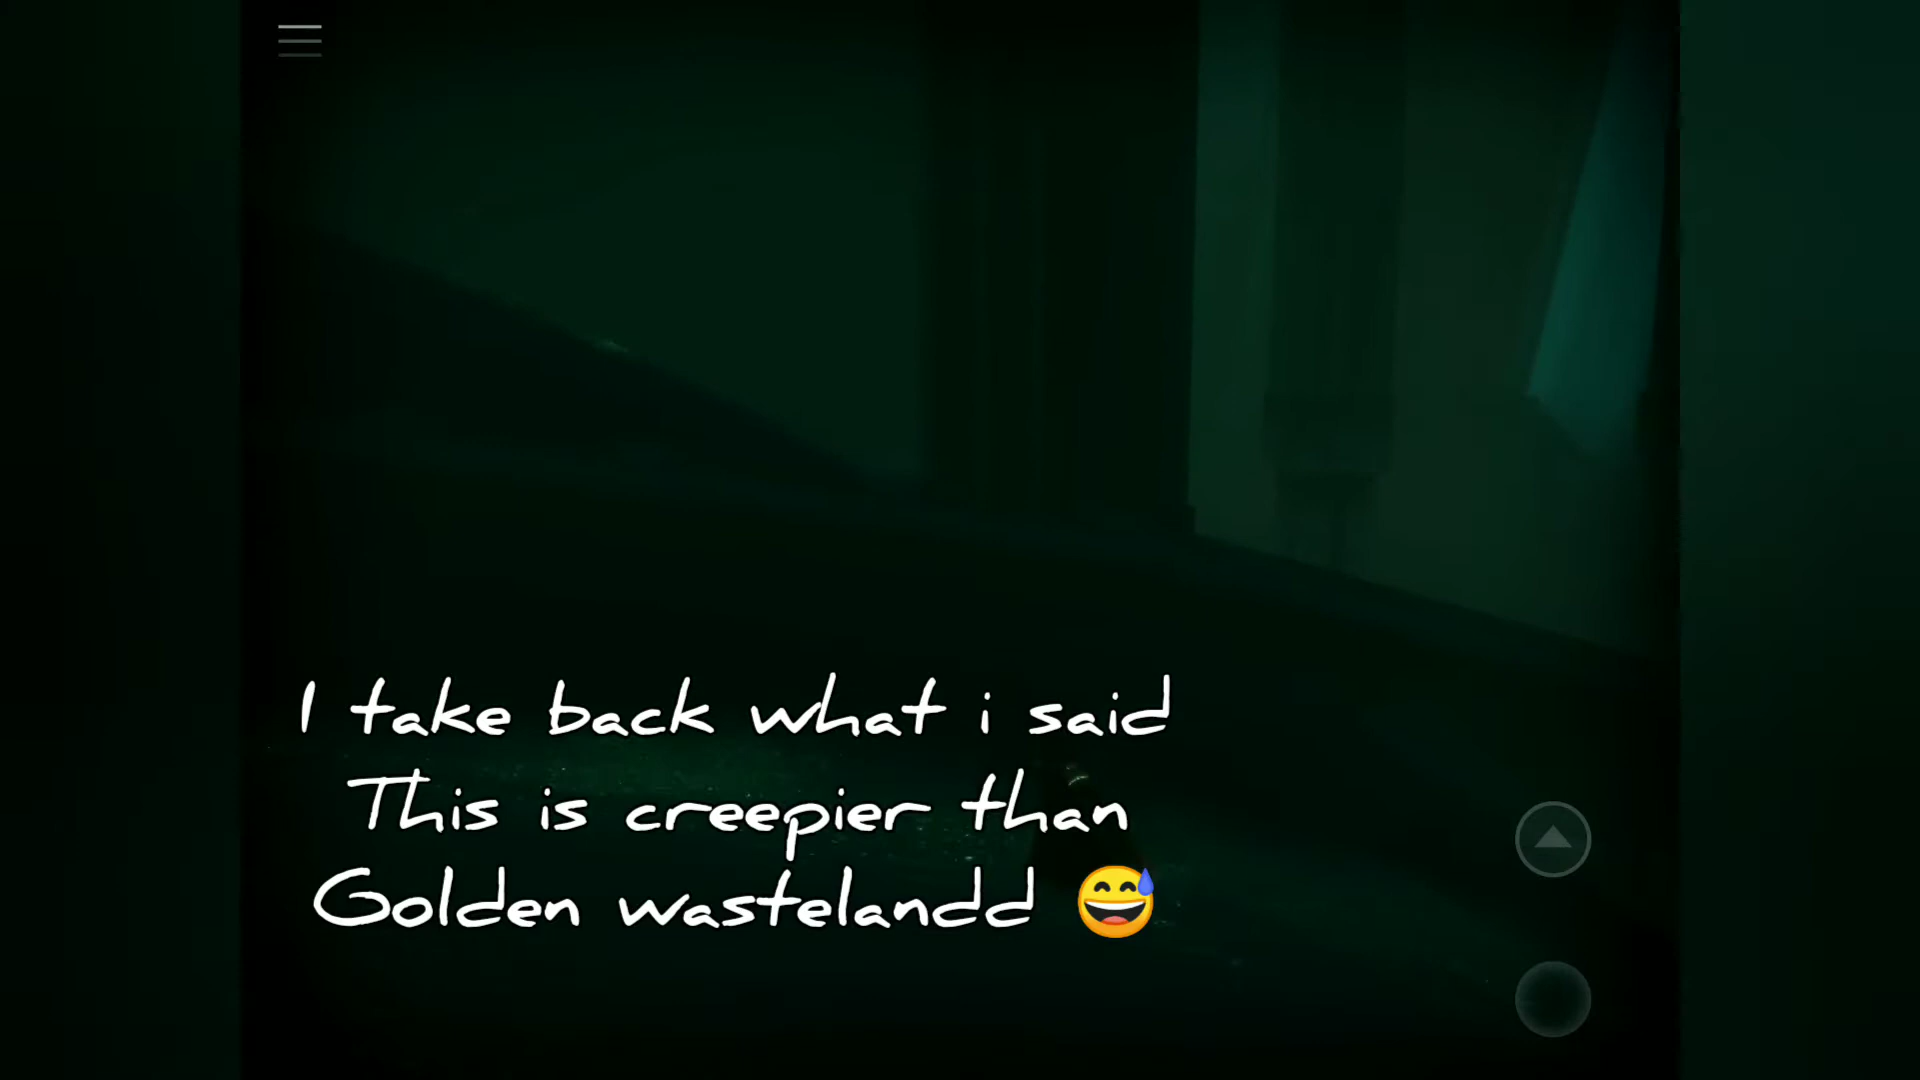 I take back what i said
This is creepier than
Golden wastelandd 😅